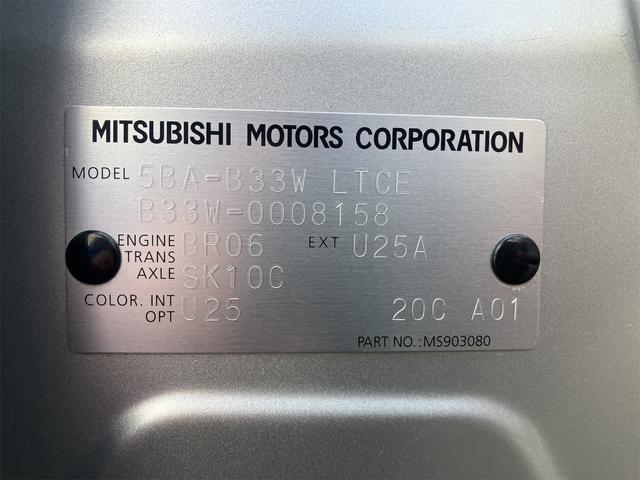 MITSUBISHI MOTORS CORPORATION
MODEL 5BA-B33W LTCE
B33W-0008158
ENGINE BR06 EXT U25A
TRANS
AXLE SK10C
COLOR. INT U25 20C A01
OPT
PART NO.:MS903080